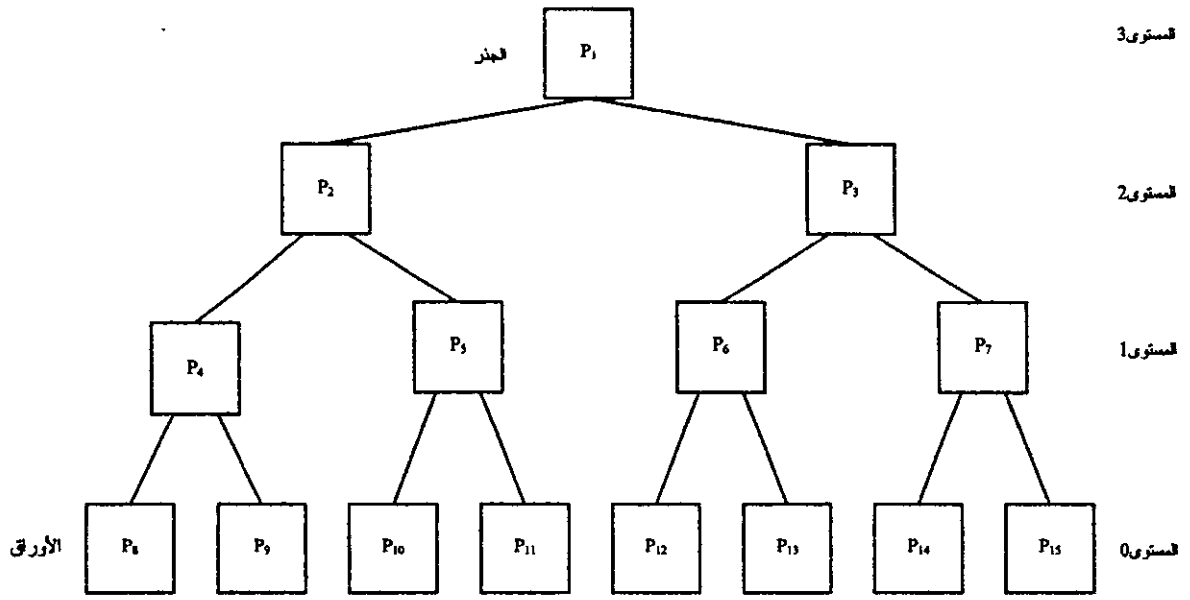 المستوى3
الجذر P₁
المستوى2
P₂ P₃
المستوى1
P₄ P₅ P₆ P₇
المستوى0
الأوراق P₈ P₉ P₁₀ P₁₁ P₁₂ P₁₃ P₁₄ P₁₅